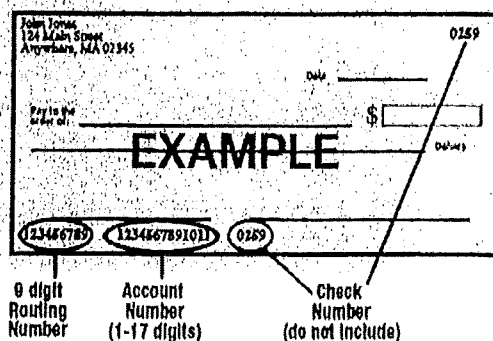 John Jones
124 Main Street
Anywhere, MA 02345
0259
Date
Pay to the
order of:
$
EXAMPLE
Dollars
123456789
1234567891011
0259
9 digit
Routing
Number
Account
Number
(1-17 digits)
Check
Number
(do not include)